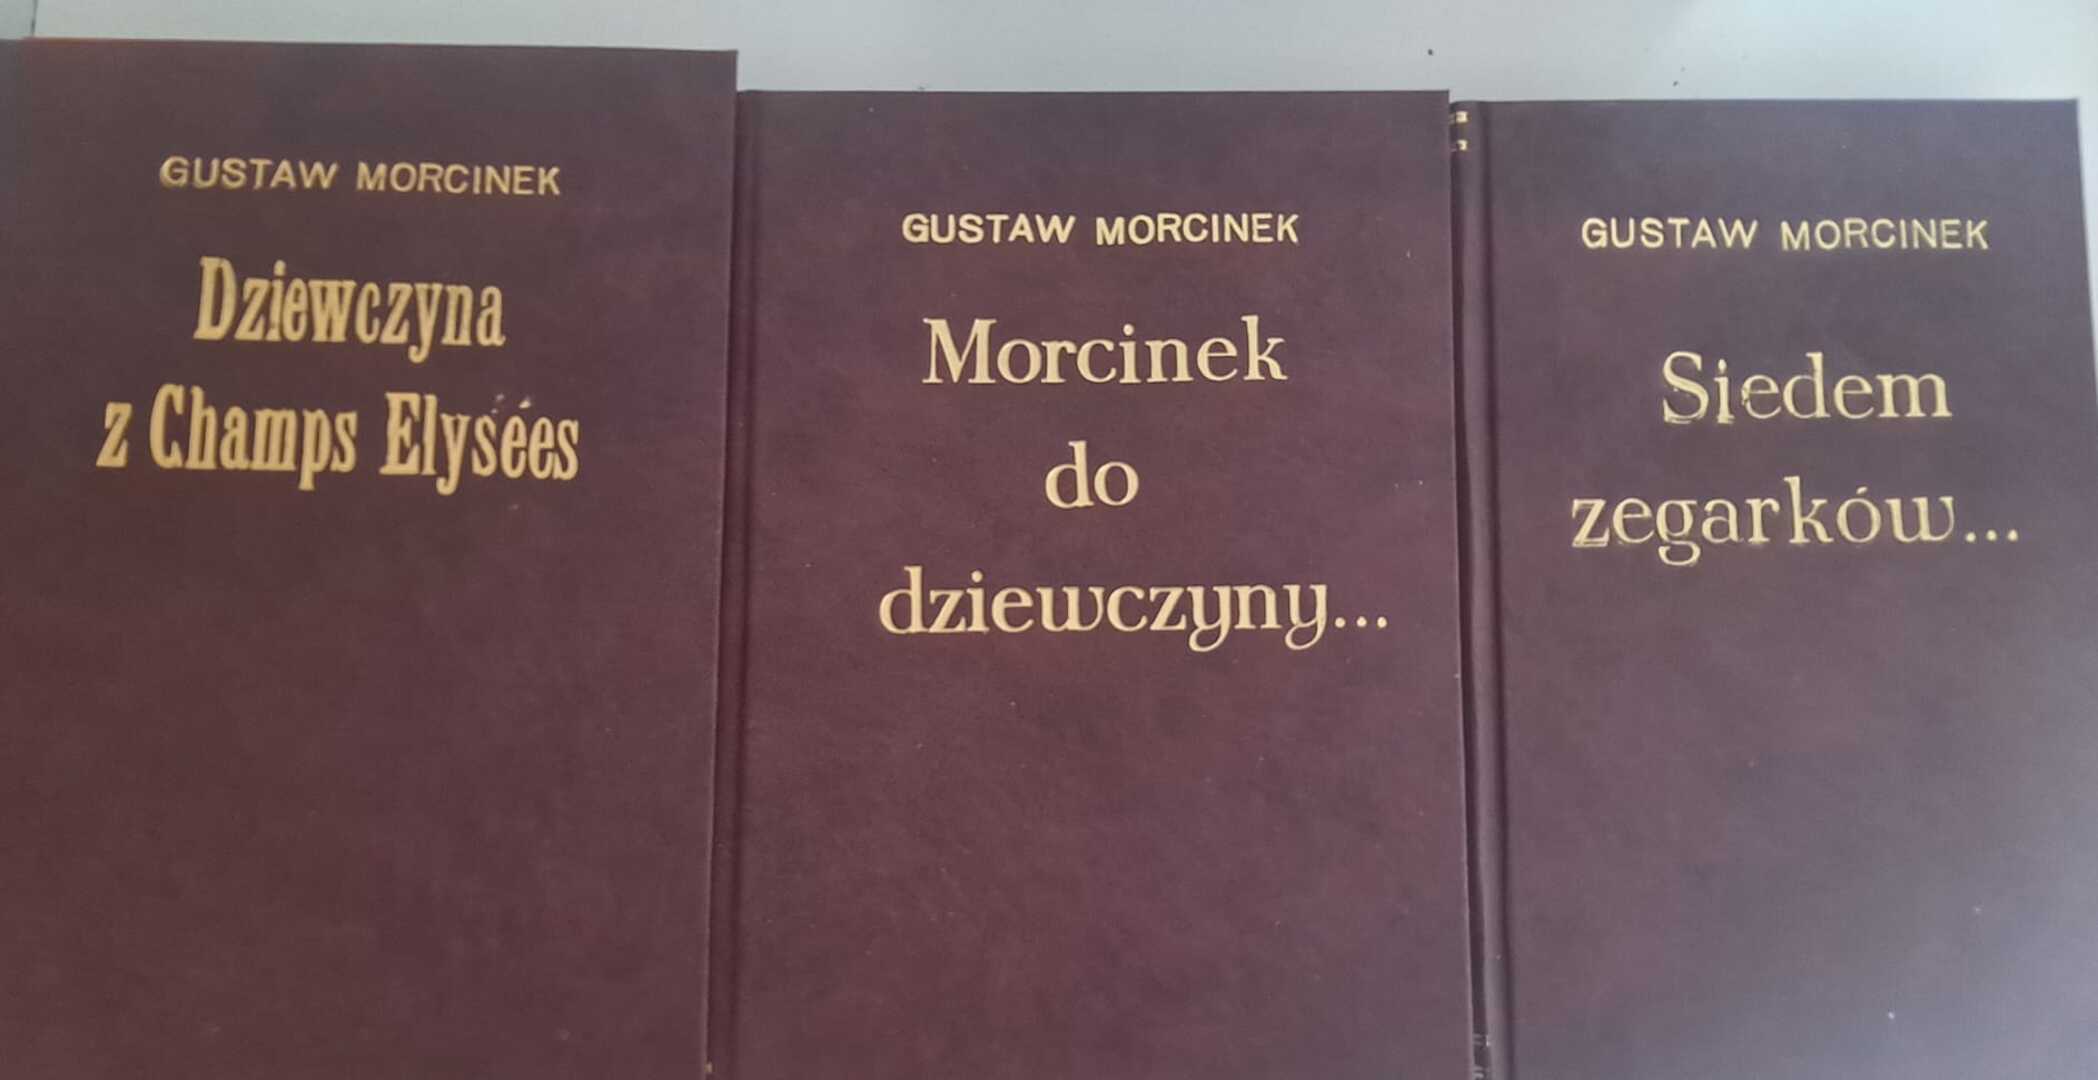 GUSTAW MORCINEK
Dziewczyna
z Champs Elysées
GUSTAW MORCINEK
Morcinek
do
dziewczyny...
GUSTAW MORCINEK
Siedem
zegarków...